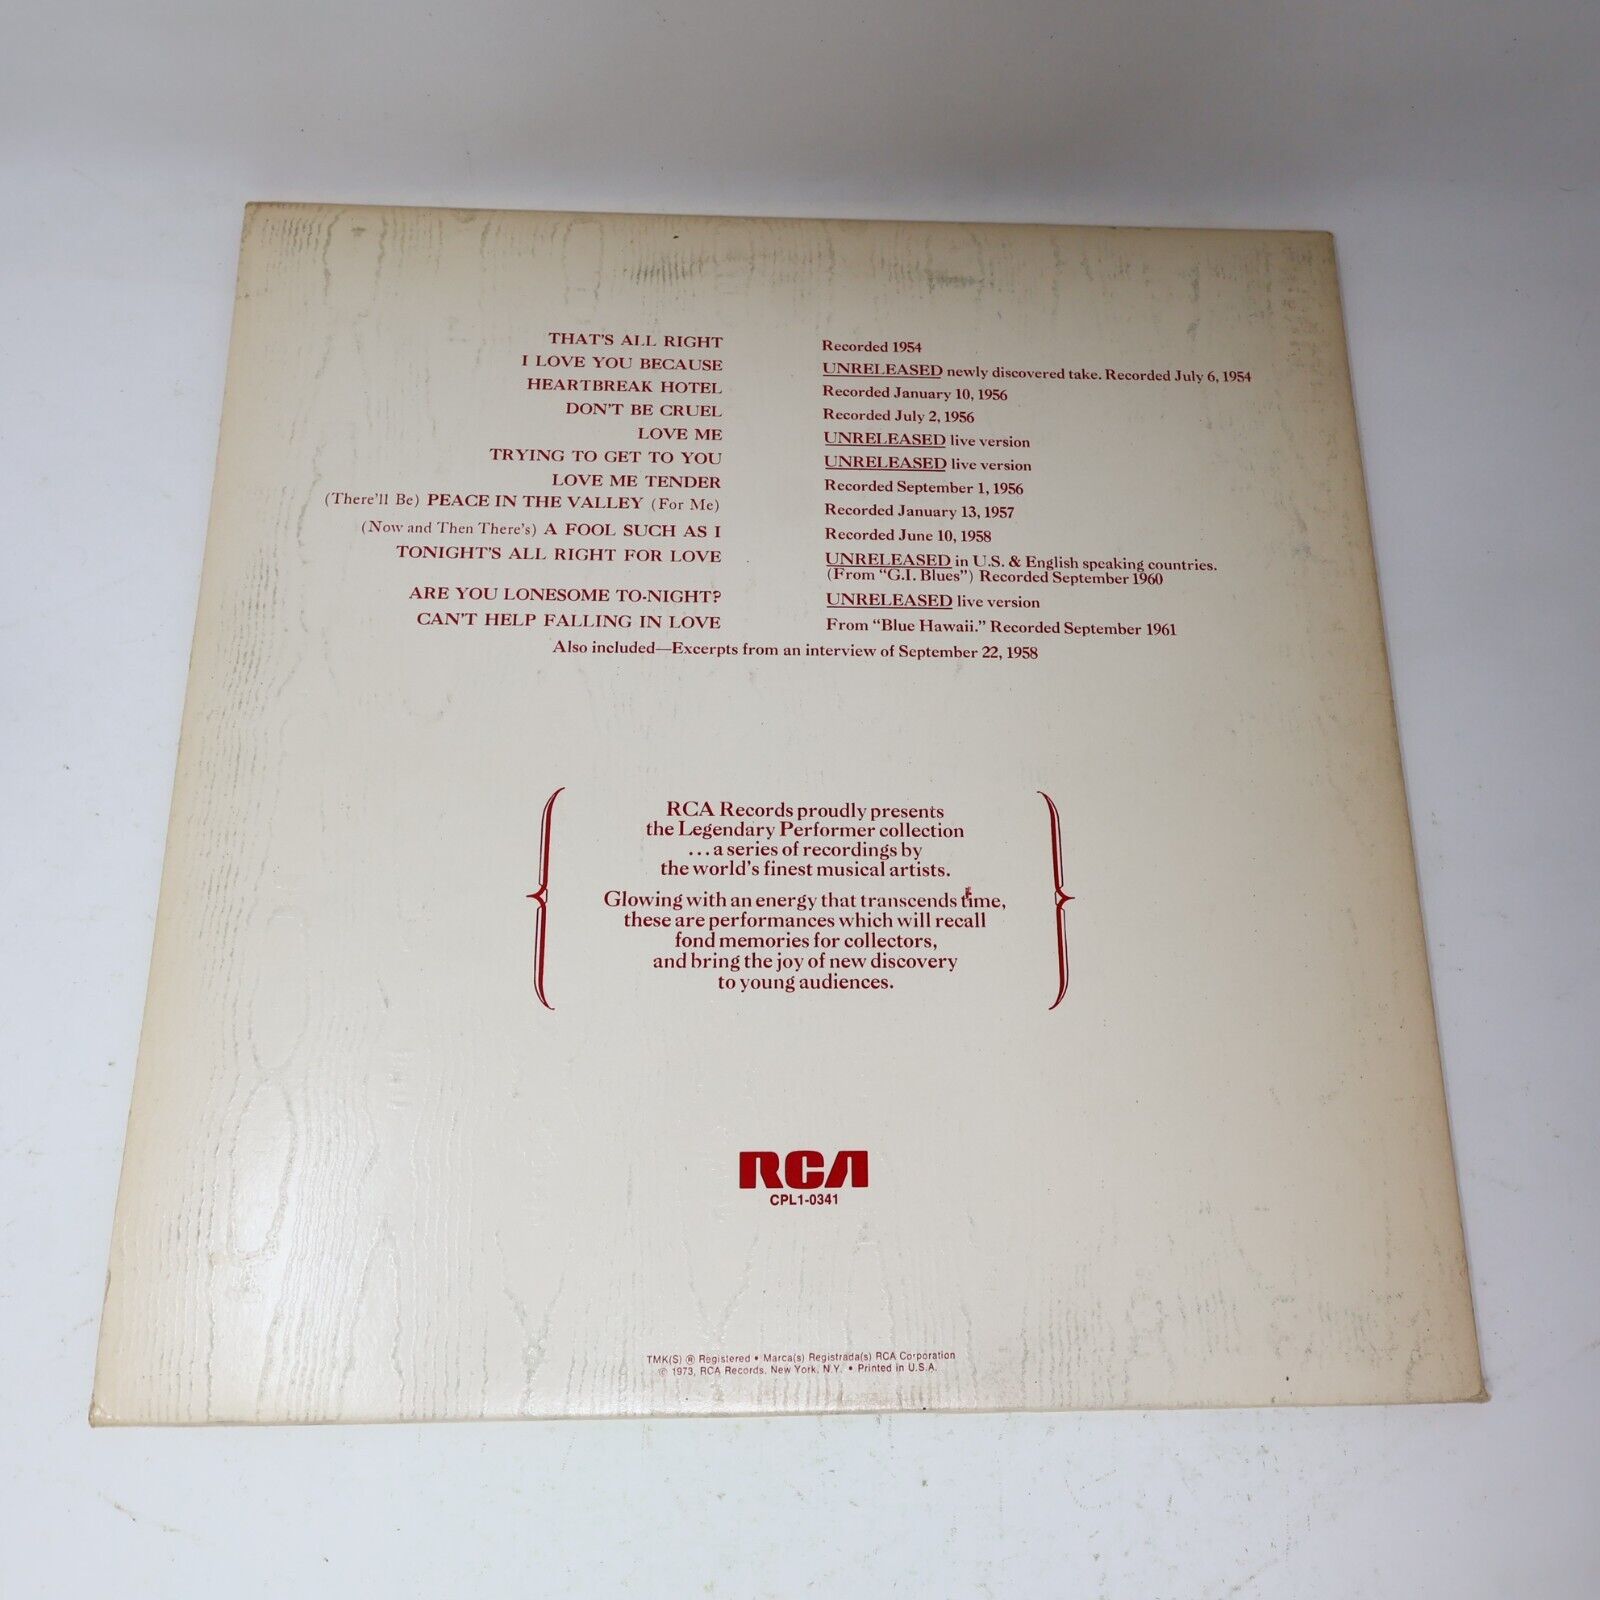 THAT'S ALL RIGHT Recorded 1954
I LOVE YOU BECAUSE UNRELEASED newly discovered take. Recorded July 6, 1954
HEARTBREAK HOTEL Recorded January 10, 1956
DON'T BE CRUEL Recorded July 2, 1956
LOVE ME UNRELEASED live version
TRYING TO GET TO YOU UNRELEASED live version
LOVE ME TENDER Recorded September 1, 1956
(There'll Be) PEACE IN THE VALLEY (For Me) Recorded January 13, 1957
(Now and Then There's) A FOOL SUCH AS I Recorded June 10, 1958
TONIGHT'S ALL RIGHT FOR LOVE UNRELEASED in U.S. & English speaking countries.
(From "G.I. Blues") Recorded September 1960
ARE YOU LONESOME TO-NIGHT? UNRELEASED live version
CAN'T HELP FALLING IN LOVE From "Blue Hawaii." Recorded September 1961
Also included—Excerpts from an interview of September 22, 1958
RCA Records proudly presents
the Legendary Performer collection
...a series of recordings by
the world's finest musical artists.
Glowing with an energy that transcends time,
these are performances which will recall
fond memories for collectors,
and bring the joy of new discovery
to young audiences.
RCA
CPL1-0341
TMK(S) ® Registered • Marca(s) Registrada(s) RCA Corporation
© 1973, RCA Records, New York, N.Y. • Printed in U.S.A.